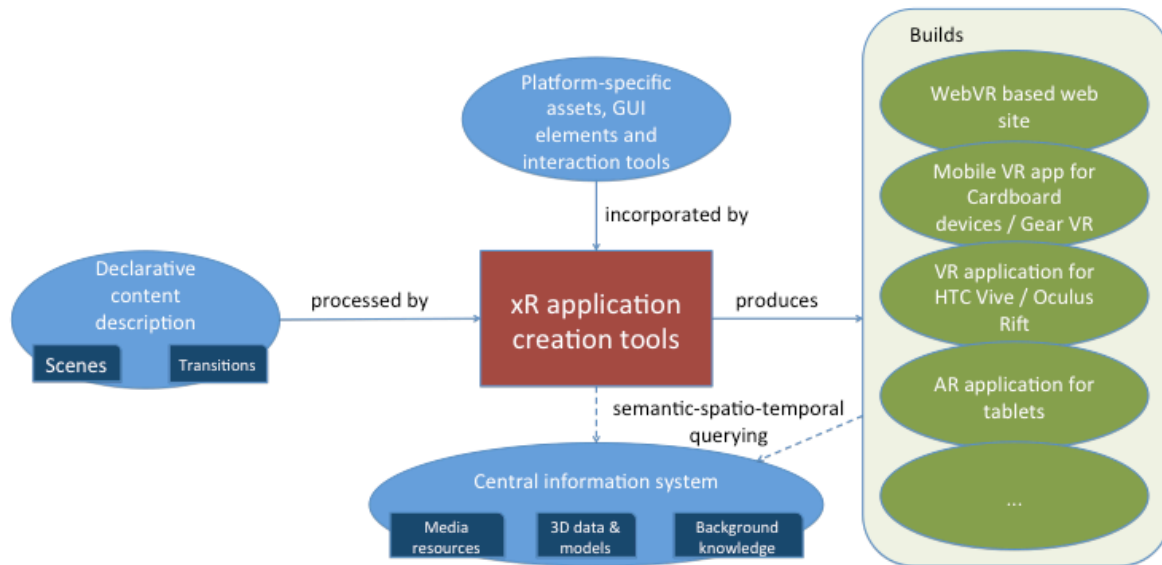 Builds
Platform-specific
assets, GUI
elements and
interaction tools
WebVR based web
site
Mobile VR app for
Cardboard
devices / Gear VR
incorporated by
Declarative
content
description
Scenes
Transitions
processed by
xR application
creation tools
produces
VR application for
HTC Vive / Oculus
Rift
AR application for
tablets
...
semantic-spatio-temporal
querying
Central information system
Media
resources
3D data &
models
Background
knowledge